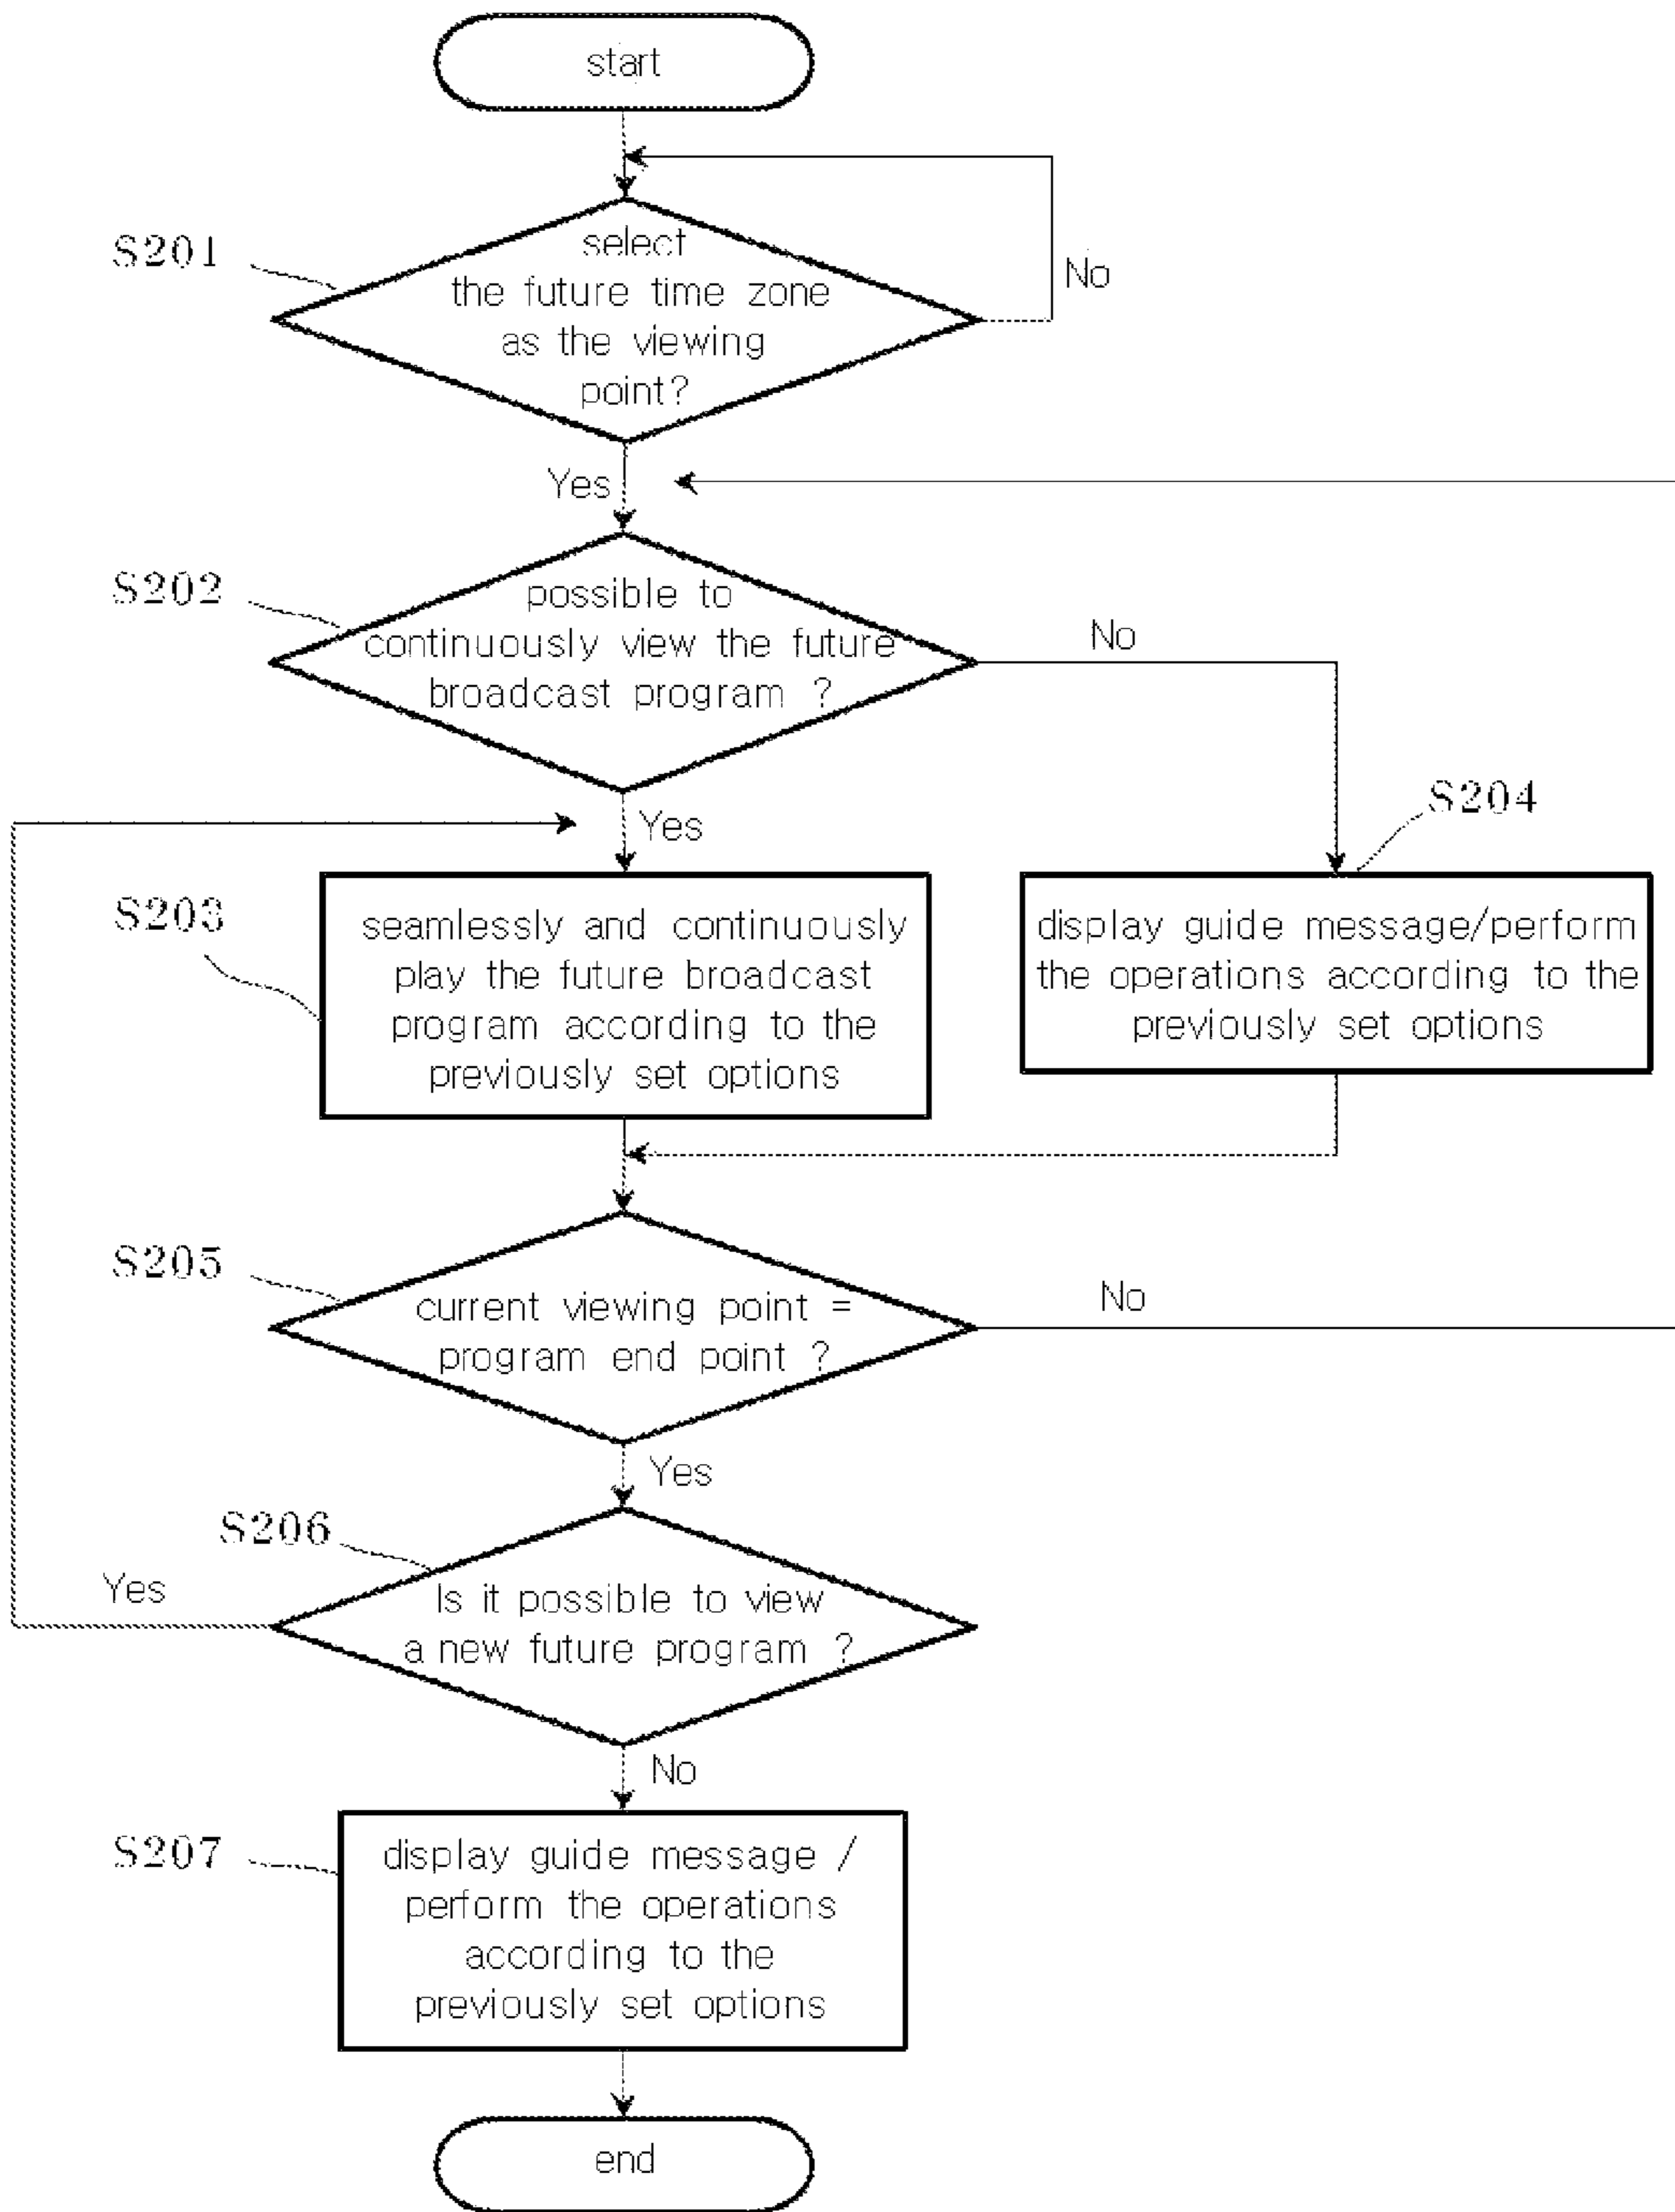 start
S201
select
the future time zone
as the viewing
point?
No
Yes
S202
possible to
continuously view the future
broadcast program ?
No
Yes
S204
S203
seamlessly and continuously
play the future broadcast
program according to the
previously set options
display guide message/perform
the operations according to the
previously set options
S205
current viewing point =
program end point ?
No
Yes
S206
Is it possible to view
a new future program ?
Yes
No
S207
display guide message /
perform the operations
according to the
previously set options
end